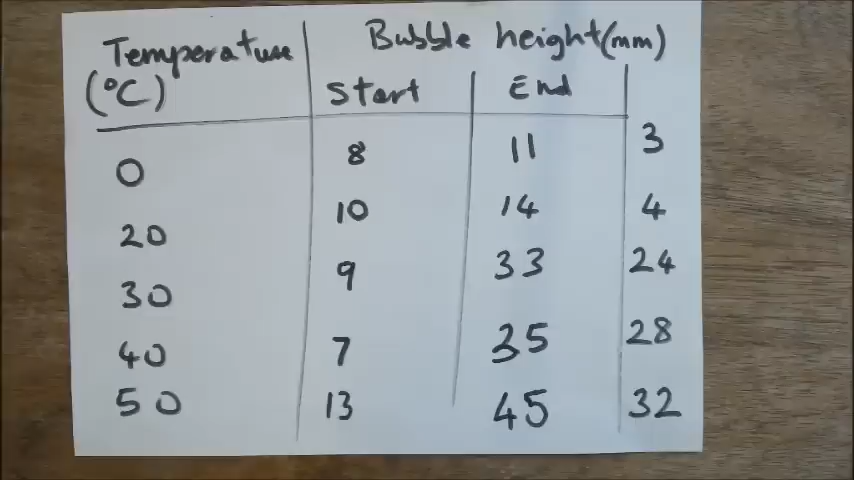 Temperature Bubble height(mm)
(°C) Start End
0 8 11 3
20 10 14 4
30 9 33 24
40 7 35 28
50 13 45 32